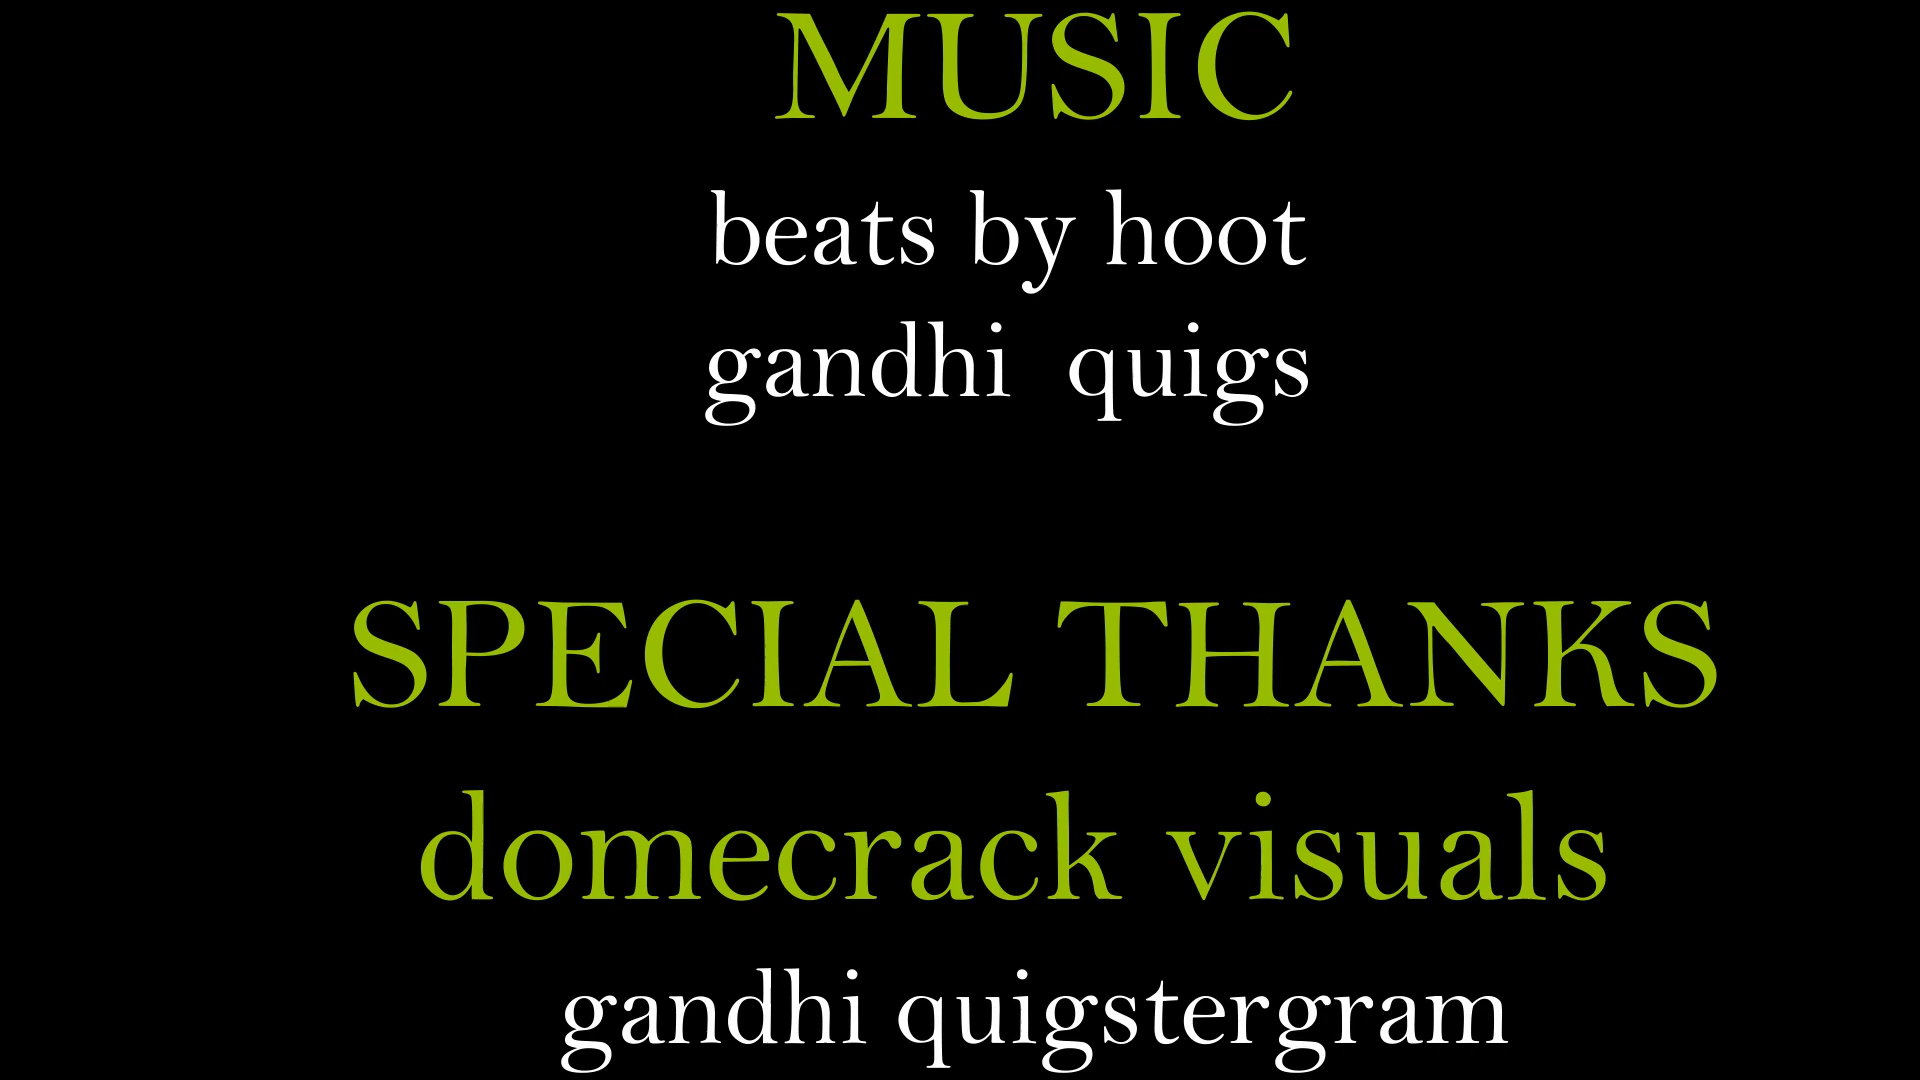 MUSIC
beats by hoot
gandhi  quigs
SPECIAL THANKS
domecrack visuals
gandhi quigstergram